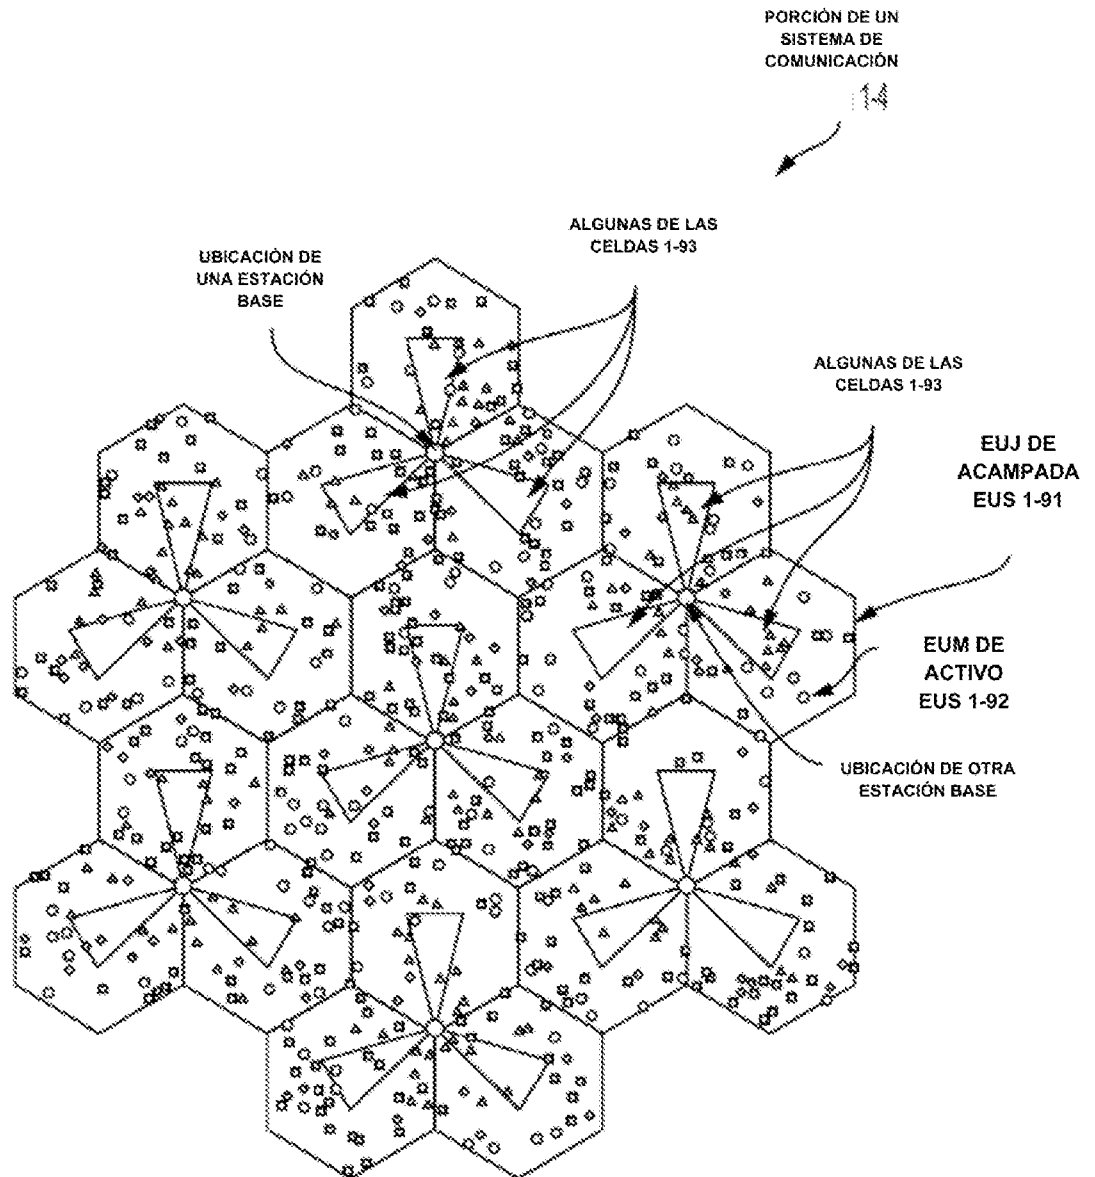 PORCIÓN DE UN
SISTEMA DE
COMUNICACIÓN
1-4
ALGUNAS DE LAS
CELDAS 1-93
UBICACIÓN DE
UNA ESTACIÓN
BASE
ALGUNAS DE LAS
CELDAS 1-93
EUJ DE
ACAMPADA
EUS 1-91
EUM DE
ACTIVO
EUS 1-92
UBICACIÓN DE OTRA
ESTACIÓN BASE